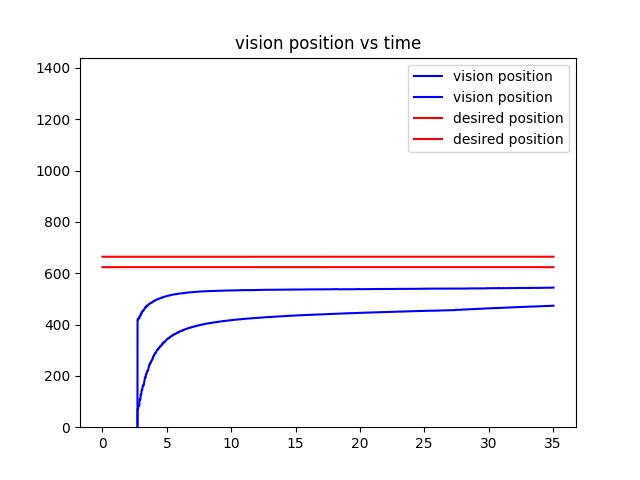 vision position vs time
1400
1200
1000
800
600
400
200
0
vision position
vision position
desired position
desired position
0 5 10 15 20 25 30 35